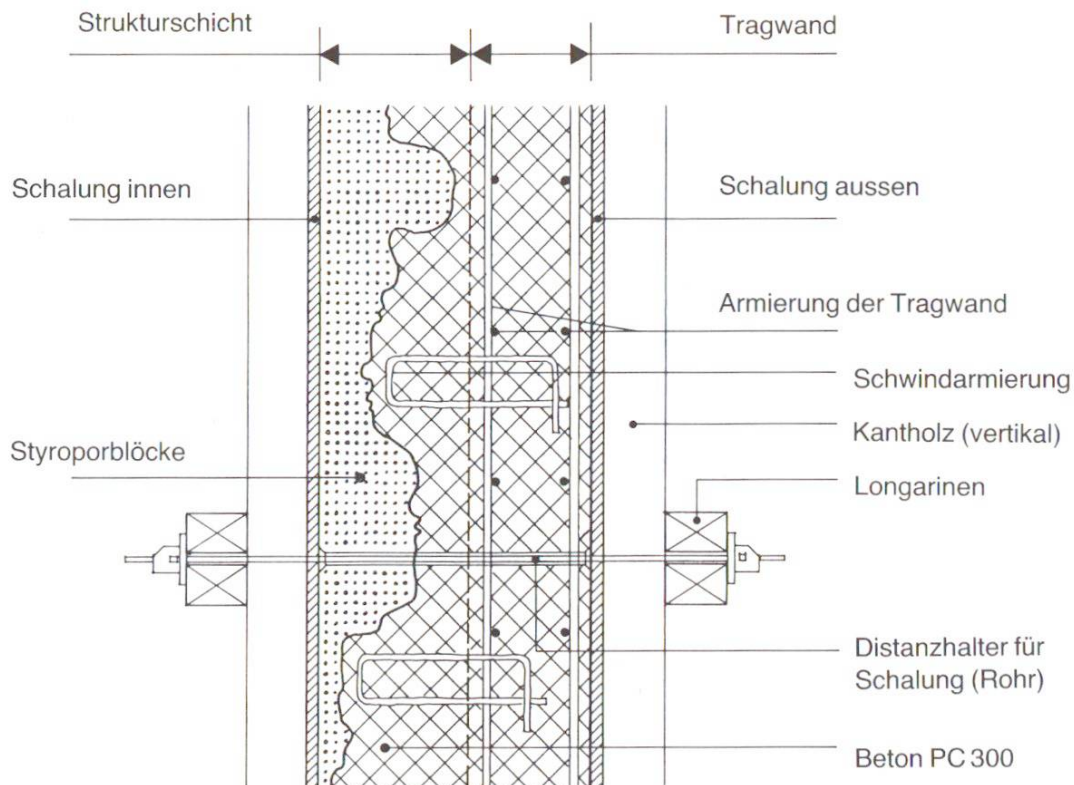 Strukturschicht
Tragwand
Schalung innen
Schalung aussen
Armierung der Tragwand
Schwindarmierung
Kantholz (vertikal)
Styroporblöcke
Longarinen
Distanzhalter für
Schalung (Rohr)
Beton PC 300